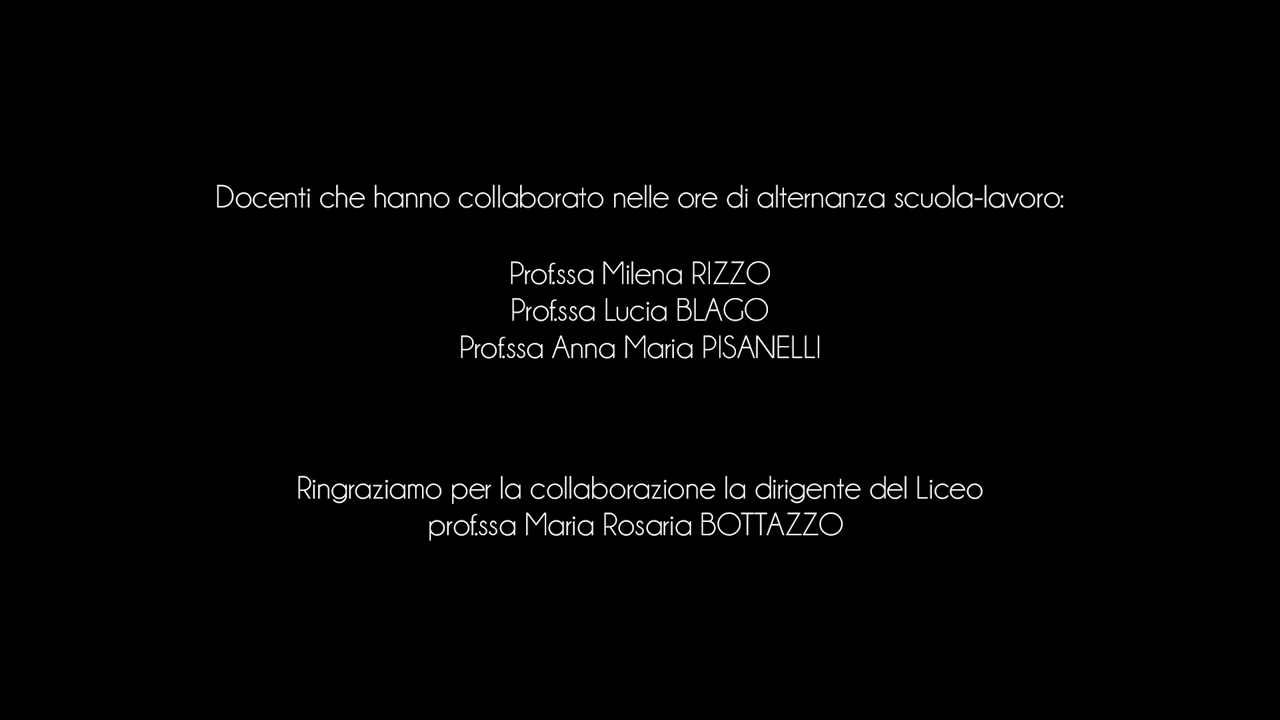 Docenti che hanno collaborato nelle ore di alternanza scuola-lavoro:
Prof.ssa Milena RIZZO
Prof.ssa Lucia BLAGO
Prof.ssa Anna Maria PISANELLI
Ringraziamo per la collaborazione la dirigente del Liceo
prof.ssa Maria Rosaria BOTTAZZO